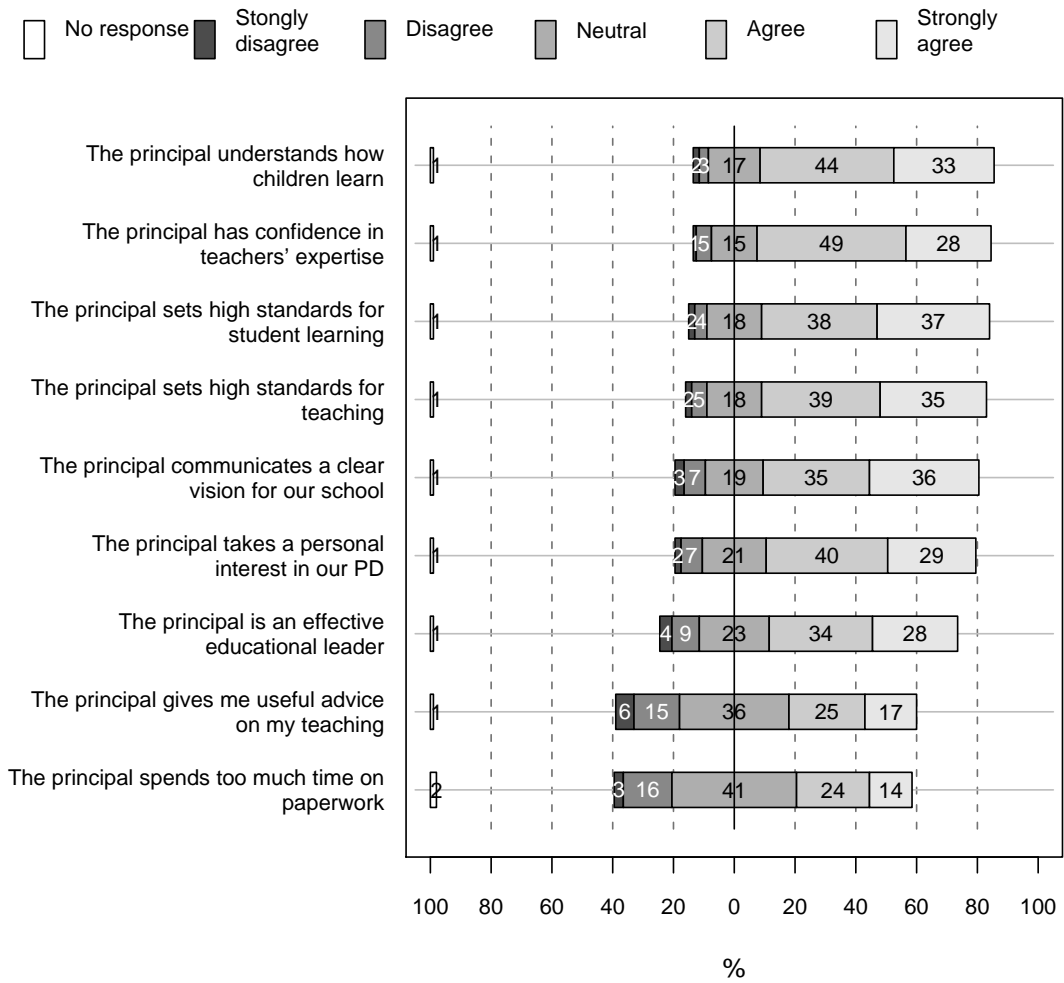 No response
Stongly
disagree
Disagree
Neutral
Agree
Strongly
agree
The principal understands how
children learn
1 2 3 17 44 33
The principal has confidence in
teachers’ expertise
1 1 5 15 49 28
The principal sets high standards for
student learning
1 2 4 18 38 37
The principal sets high standards for
teaching
1 2 5 18 39 35
The principal communicates a clear
vision for our school
1 3 7 19 35 36
The principal takes a personal
interest in our PD
1 2 7 21 40 29
The principal is an effective
educational leader
1 4 9 23 34 28
The principal gives me useful advice
on my teaching
1 6 15 36 25 17
The principal spends too much time on
paperwork
2 3 16 41 24 14
100 80 60 40 20 0 20 40 60 80 100
%